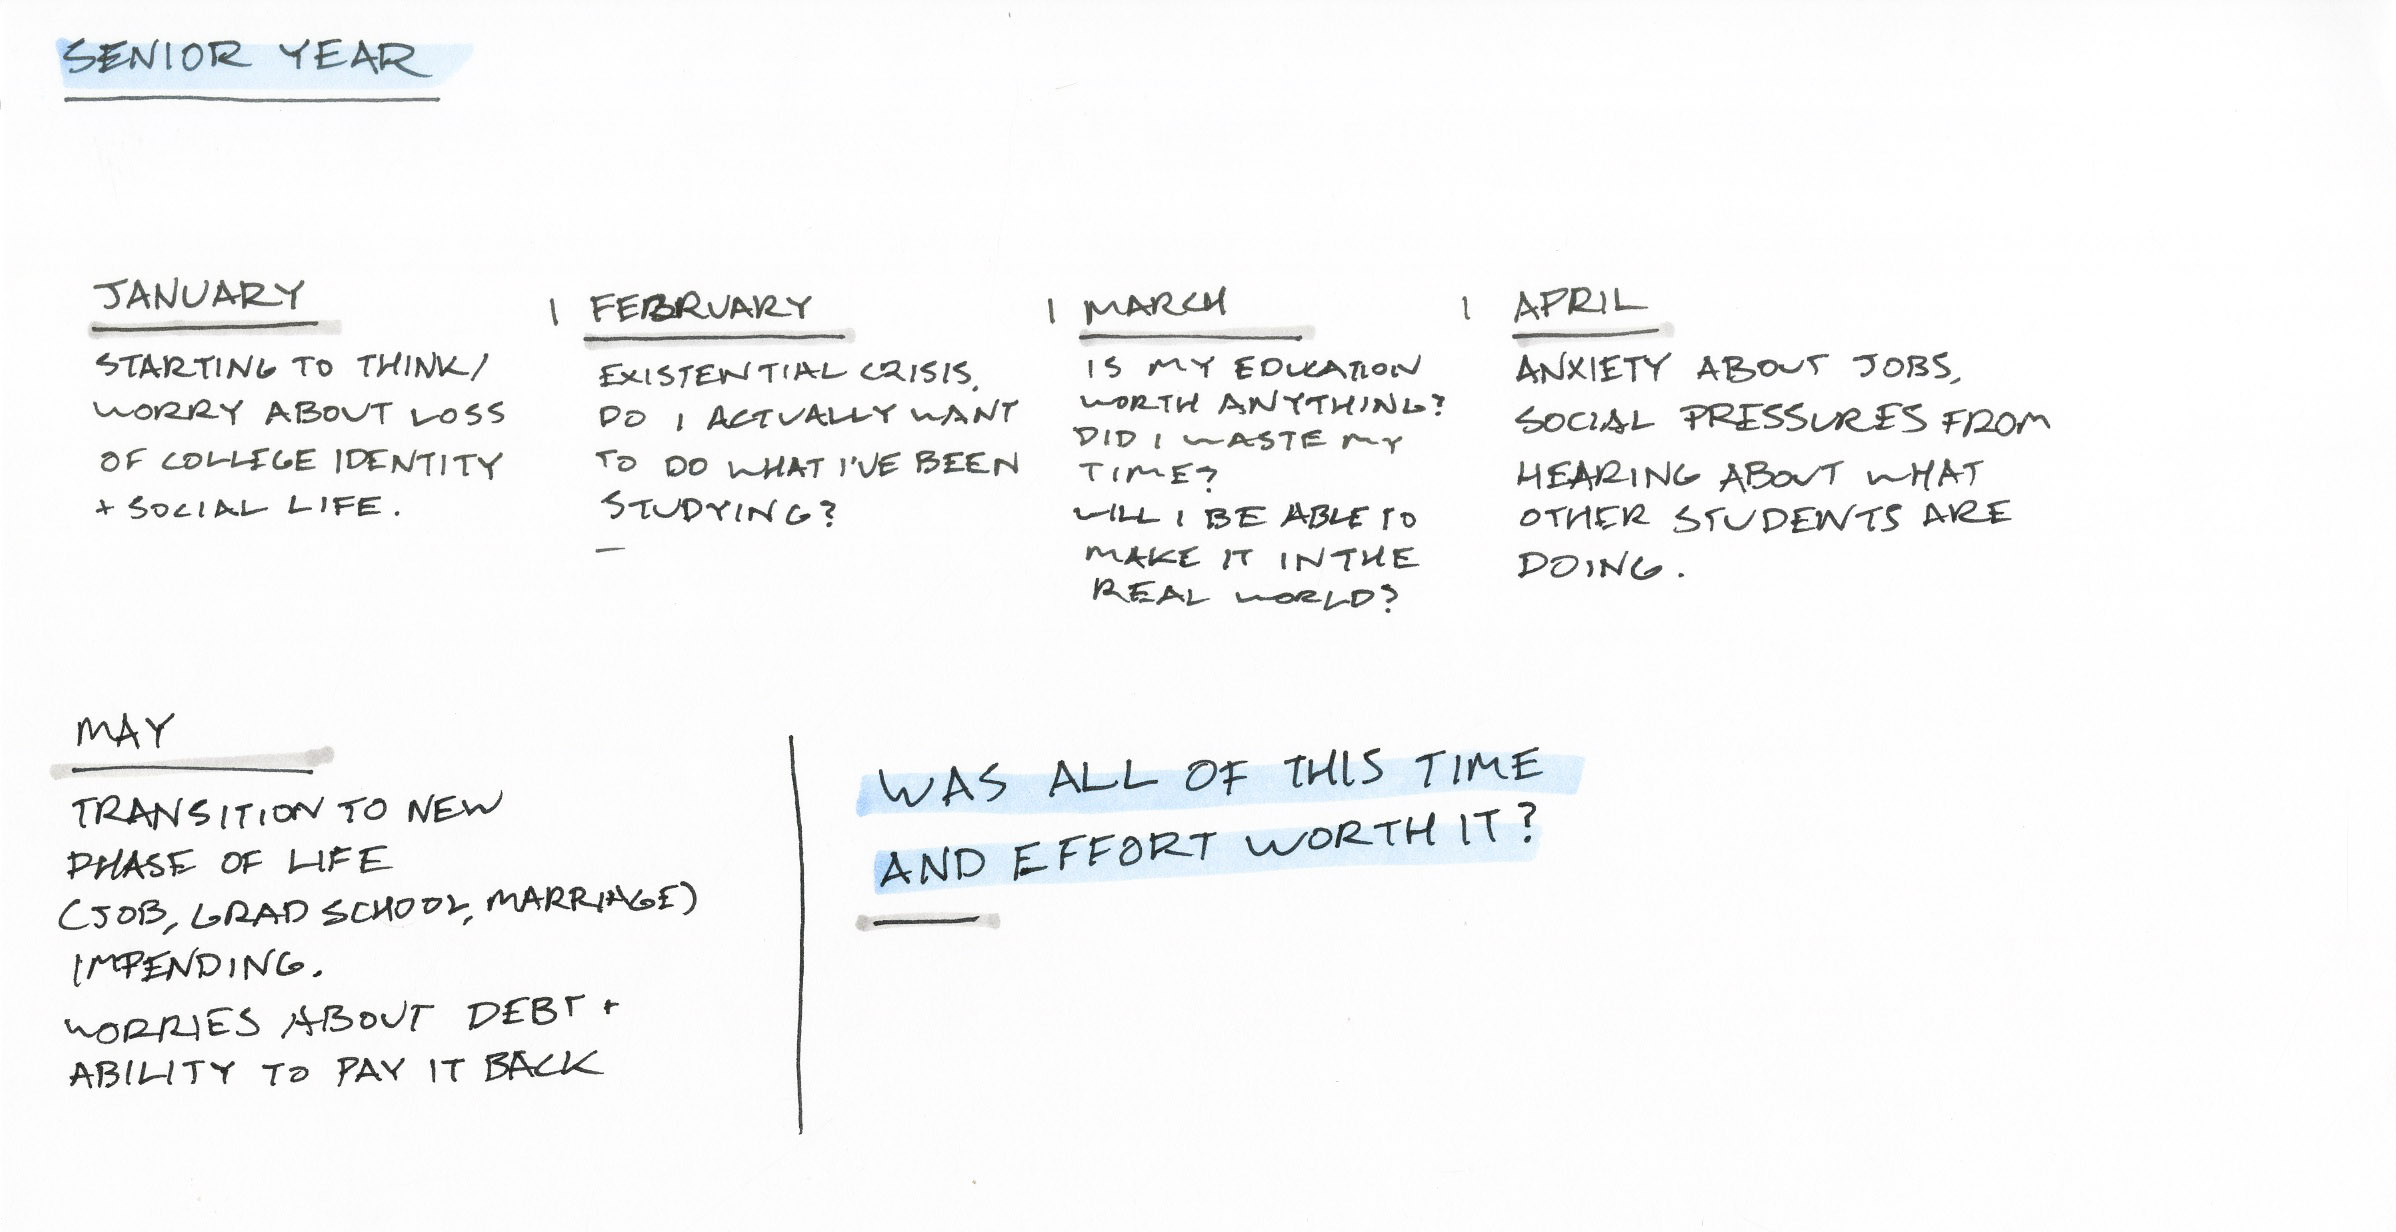 SENIOR YEAR
JANUARY
STARTING TO THINK/
WORRY ABOUT LOSS
OF COLLEGE IDENTITY
+ SOCIAL LIFE.
FEBRUARY
EXISTENTIAL CRISIS.
DO I ACTUALLY WANT
TO DO WHAT I'VE BEEN
STUDYING?
MARCH
IS MY EDUCATION
WORTH ANYTHING?
DID I WASTE MY
TIME?
WILL I BE ABLE TO
MAKE IT IN THE
REAL WORLD?
APRIL
ANXIETY ABOUT JOBS,
SOCIAL PRESSURES FROM
HEARING ABOUT WHAT
OTHER STUDENTS ARE
DOING.
MAY
TRANSITION TO NEW
PHASE OF LIFE
(JOB, GRAD SCHOOL, MARRIAGE)
IMPENDING.
WORRIES ABOUT DEBT +
ABILITY TO PAY IT BACK
WAS ALL OF THIS TIME
AND EFFORT WORTH IT?